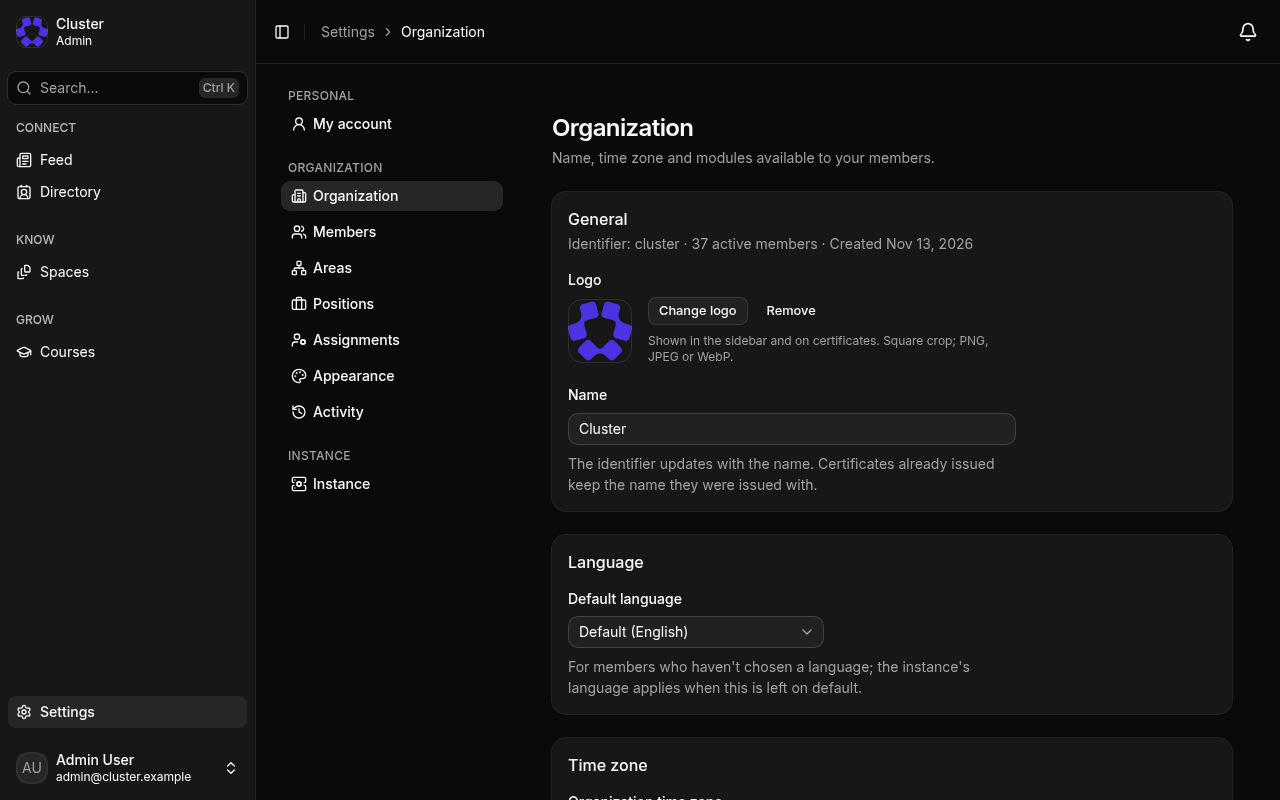 Cluster
Admin
Search...
Ctrl K
CONNECT
Feed
Directory
KNOW
Spaces
GROW
Courses
Settings
AU
Admin User
admin@cluster.example
Settings
Organization
PERSONAL
My account
ORGANIZATION
Organization
Members
Areas
Positions
Assignments
Appearance
Activity
INSTANCE
Instance
Organization
Name, time zone and modules available to your members.
General
Identifier: cluster · 37 active members · Created Nov 13, 2026
Logo
Change logo
Remove
Shown in the sidebar and on certificates. Square crop; PNG,
JPEG or WebP.
Name
Cluster
The identifier updates with the name. Certificates already issued
keep the name they were issued with.
Language
Default language
Default (English)
For members who haven't chosen a language; the instance's
language applies when this is left on default.
Time zone
Organization time zone